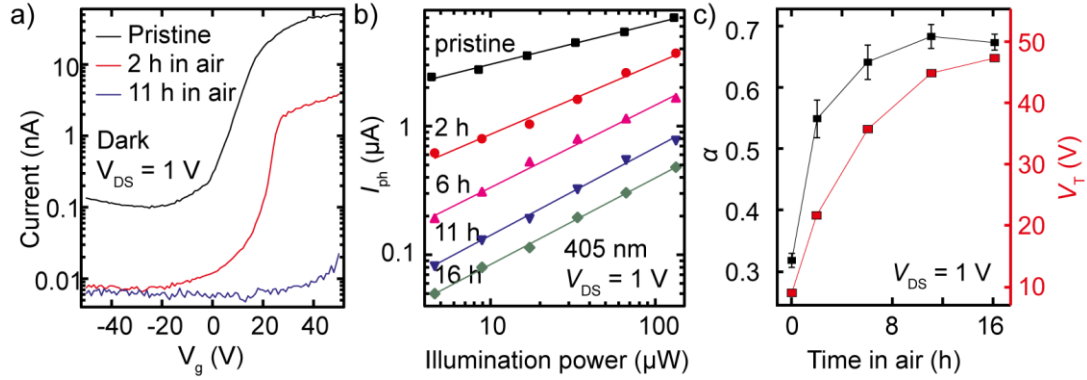 a)
Current (nA)
10
1
0.1
0.01
Pristine
2 h in air
11 h in air
Dark
V_DS = 1 V
-40 -20 0 20 40
V_g (V)
b)
I_ph (µA)
1
0.1
pristine
2 h
6 h
11 h
16 h
405 nm
V_DS = 1 V
10 100
Illumination power (µW)
c)
α
0.7
0.6
0.5
0.4
0.3
V_DS = 1 V
0 4 8 12 16
Time in air (h)
50
40
30
20
10
V_T (V)